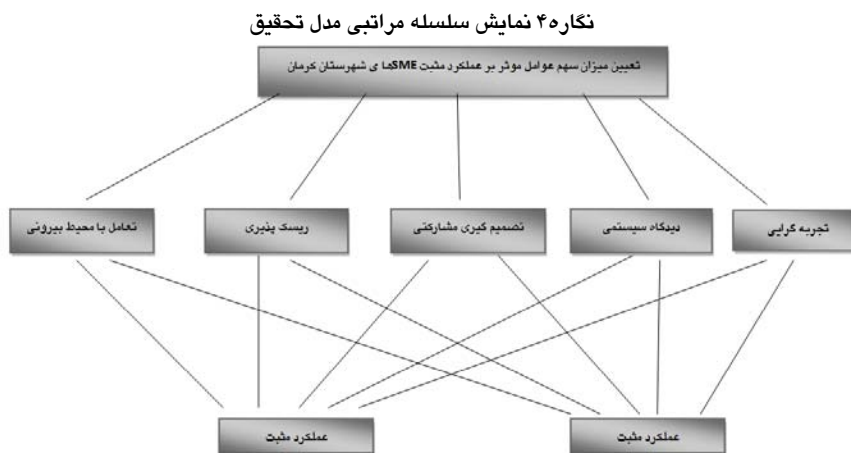 نگاره۴ نمایش سلسله مراتبی مدل تحقیق
تعیین میزان سهم عوامل موثر بر عملکرد مثبت SMEها ی شهرستان کرمان
تجربه گرایی
دیدگاه سیستمی
تصمیم گیری مشارکتی
ریسک پذیری
تعامل با محیط بیرونی
عملکرد مثبت
عملکرد مثبت